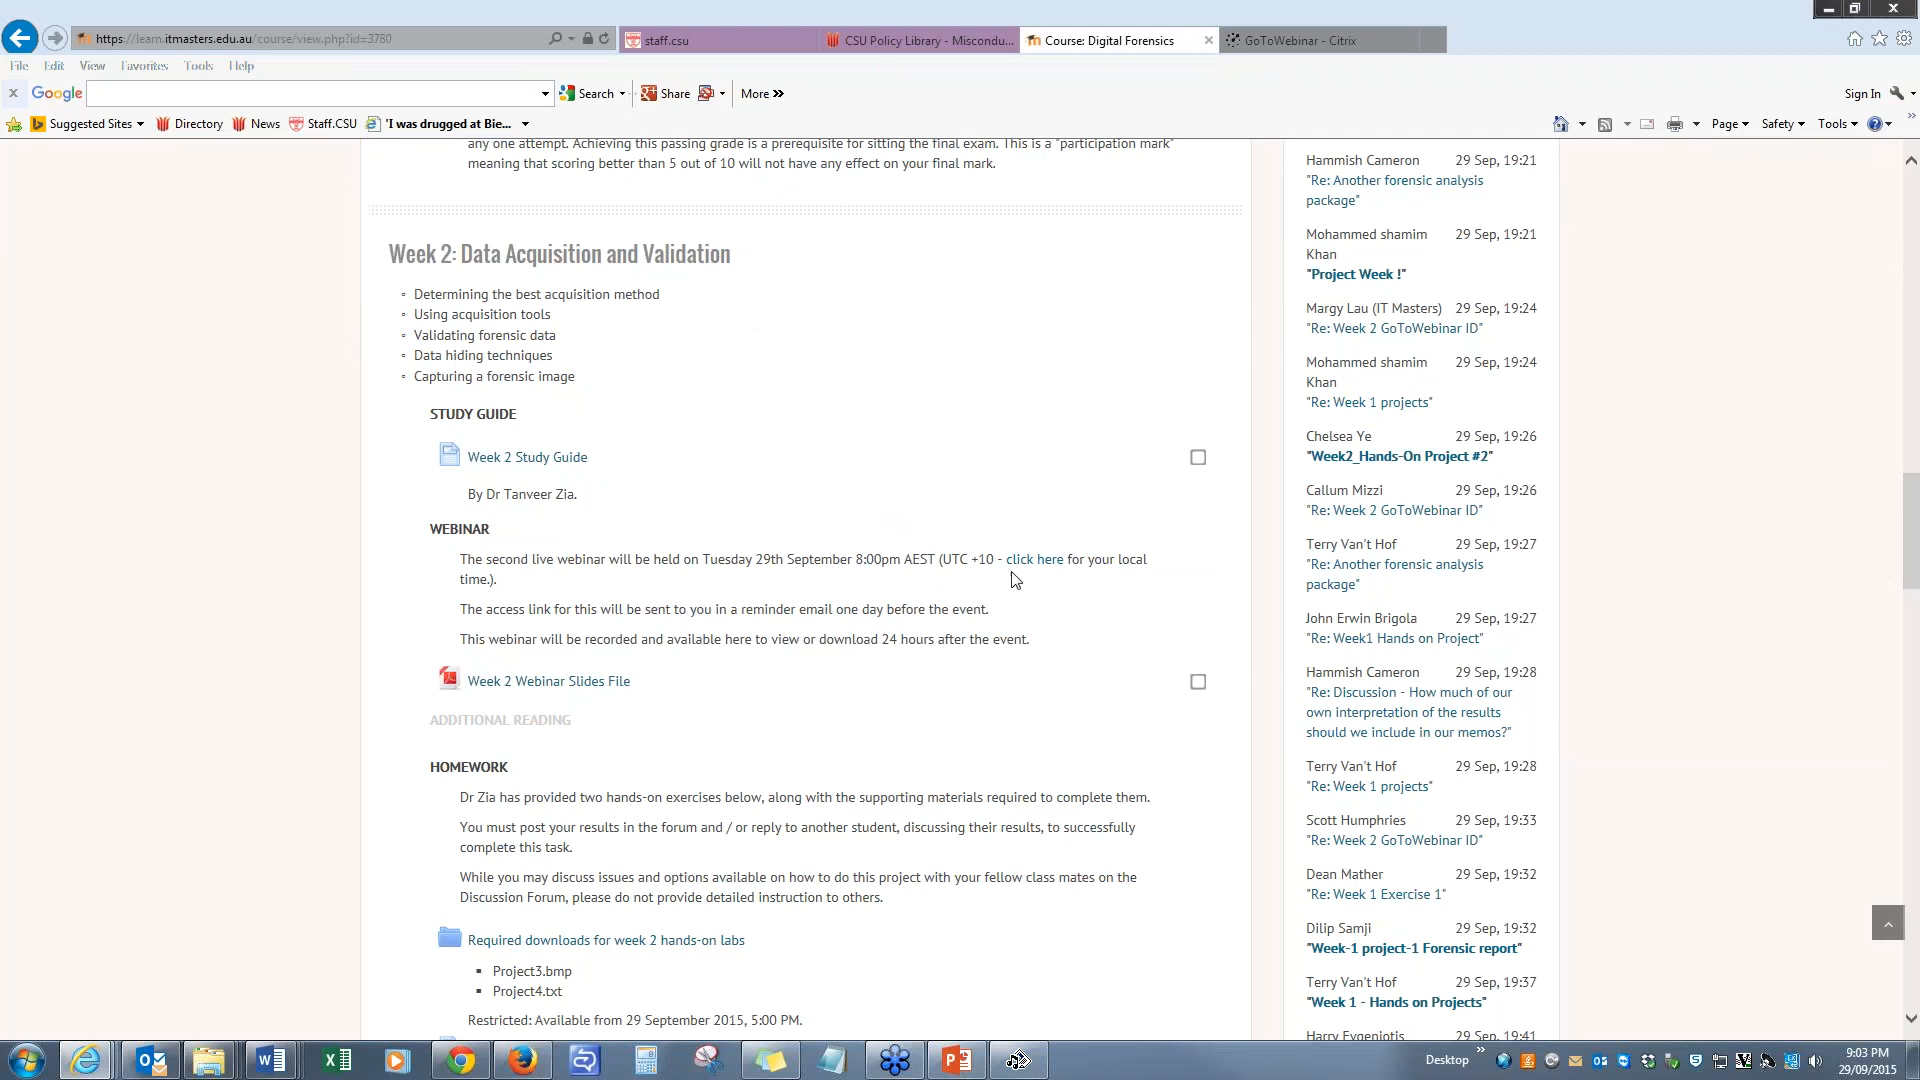 https://learn.itmasters.edu.au/course/view.php?id=3780
staff.csu
CSU Policy Library - Miscondu...
Course: Digital Forensics
GoToWebinar - Citrix
File Edit View Favorites Tools Help
x Google Search Share More »
Sign In
Suggested Sites Directory News Staff.CSU 'I was drugged at Bie...
Page Safety Tools
any one attempt. Achieving this passing grade is a prerequisite for sitting the final exam. This is a "participation mark"
meaning that scoring better than 5 out of 10 will not have any effect on your final mark.
Week 2: Data Acquisition and Validation
Determining the best acquisition method
Using acquisition tools
Validating forensic data
Data hiding techniques
Capturing a forensic image
STUDY GUIDE
Week 2 Study Guide
By Dr Tanveer Zia.
WEBINAR
The second live webinar will be held on Tuesday 29th September 8:00pm AEST (UTC +10 - click here for your local
time.).
The access link for this will be sent to you in a reminder email one day before the event.
This webinar will be recorded and available here to view or download 24 hours after the event.
Week 2 Webinar Slides File
ADDITIONAL READING
HOMEWORK
Dr Zia has provided two hands-on exercises below, along with the supporting materials required to complete them.
You must post your results in the forum and / or reply to another student, discussing their results, to successfully
complete this task.
While you may discuss issues and options available on how to do this project with your fellow class mates on the
Discussion Forum, please do not provide detailed instruction to others.
Required downloads for week 2 hands-on labs
Project3.bmp
Project4.txt
Restricted: Available from 29 September 2015, 5:00 PM.
Hammish Cameron 29 Sep, 19:21
"Re: Another forensic analysis
package"
Mohammed shamim 29 Sep, 19:21
Khan
"Project Week !"
Margy Lau (IT Masters) 29 Sep, 19:24
"Re: Week 2 GoToWebinar ID"
Mohammed shamim 29 Sep, 19:24
Khan
"Re: Week 1 projects"
Chelsea Ye 29 Sep, 19:26
"Week2_Hands-On Project #2"
Callum Mizzi 29 Sep, 19:26
"Re: Week 2 GoToWebinar ID"
Terry Van't Hof 29 Sep, 19:27
"Re: Another forensic analysis
package"
John Erwin Brigola 29 Sep, 19:27
"Re: Week1 Hands on Project"
Hammish Cameron 29 Sep, 19:28
"Re: Discussion - How much of our
own interpretation of the results
should we include in our memos?"
Terry Van't Hof 29 Sep, 19:28
"Re: Week 1 projects"
Scott Humphries 29 Sep, 19:33
"Re: Week 2 GoToWebinar ID"
Dean Mather 29 Sep, 19:32
"Re: Week 1 Exercise 1"
Dilip Samji 29 Sep, 19:32
"Week-1 project-1 Forensic report"
Terry Van't Hof 29 Sep, 19:37
"Week 1 - Hands on Projects"
Harry Evgeniotis 29 Sep, 19:41
Desktop »
9:03 PM
29/09/2015